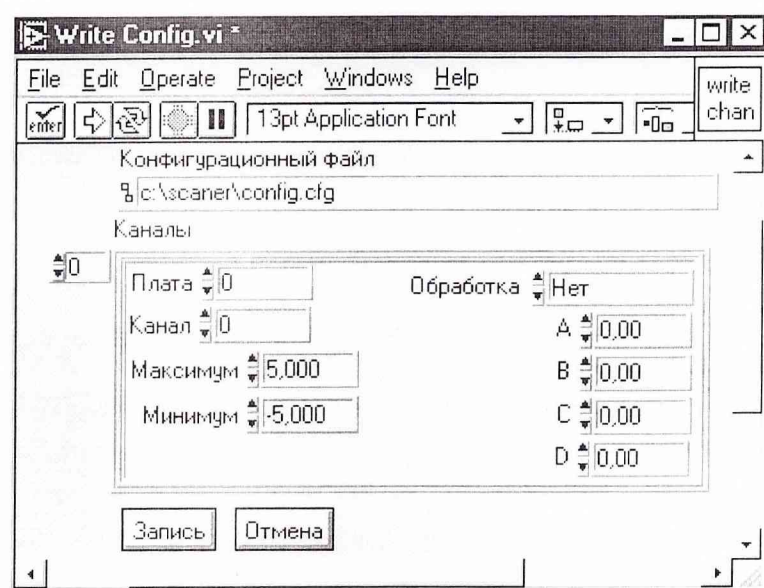 Write Config.vi *
File Edit Operate Project Windows Help
write
chan
enter
13pt Application Font
Конфигурационный файл
c:\scaner\config.cfg
Каналы
0
Плата 0
Обработка Нет
Канал 0
A 0,00
Максимум 5,000
B 0,00
Минимум -5,000
C 0,00
D 0,00
Запись Отмена